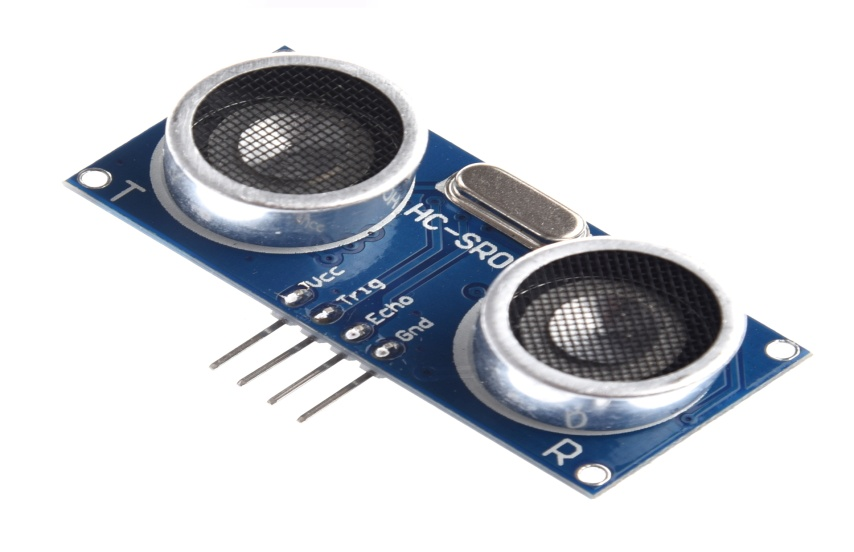 T
HC-SR0
Vcc
Trig
Echo
Gnd
R